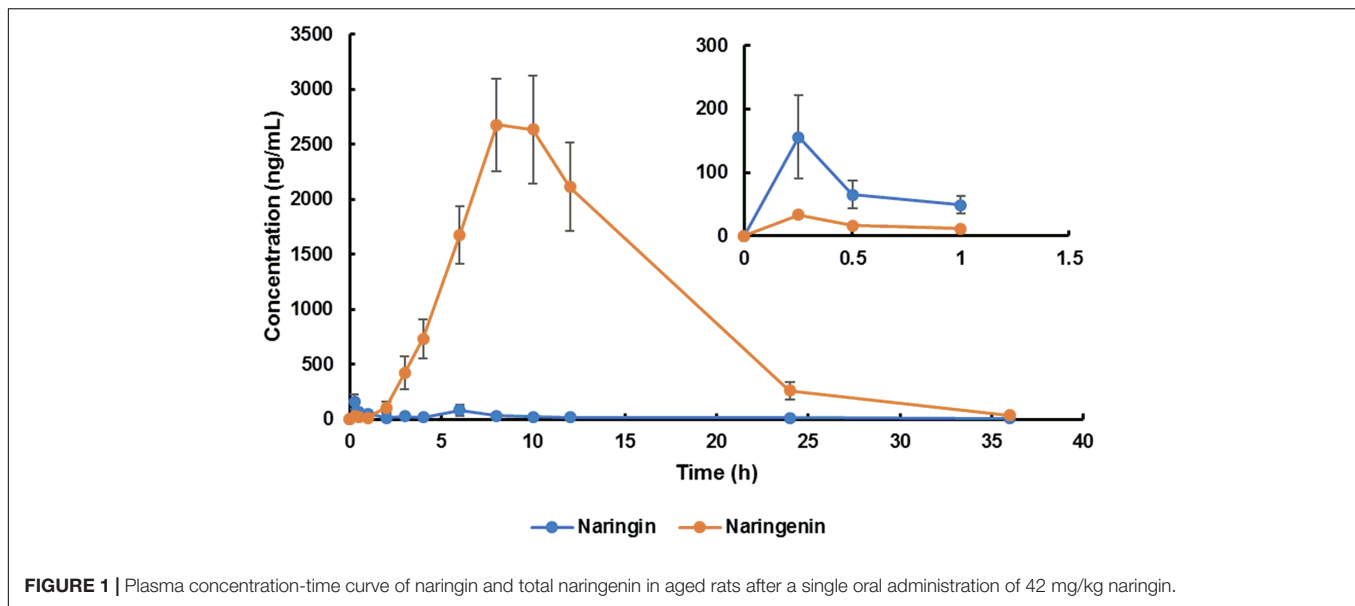 3500
3000
2500
2000
1500
1000
500
0
Concentration (ng/mL)
0 5 10 15 20 25 30 35 40
Time (h)
300
200
100
0
0 0.5 1 1.5
Naringin Naringenin
FIGURE 1 | Plasma concentration-time curve of naringin and total naringenin in aged rats after a single oral administration of 42 mg/kg naringin.